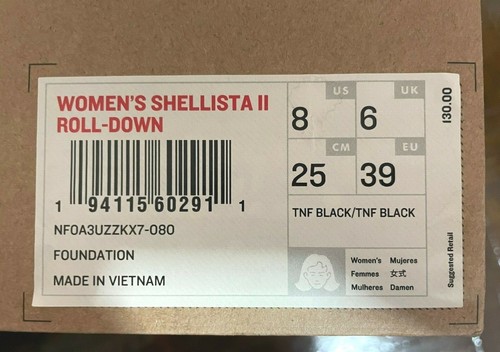 WOMEN'S SHELLISTA II
ROLL-DOWN
1 94115 60291 1
NF0A3UZZKX7-080
FOUNDATION
MADE IN VIETNAM
US
8
UK
6
CM
25
EU
39
TNF BLACK/TNF BLACK
Women's Mujeres
Femmes 女式
Mulheres Damen
130.00
Suggested Retail